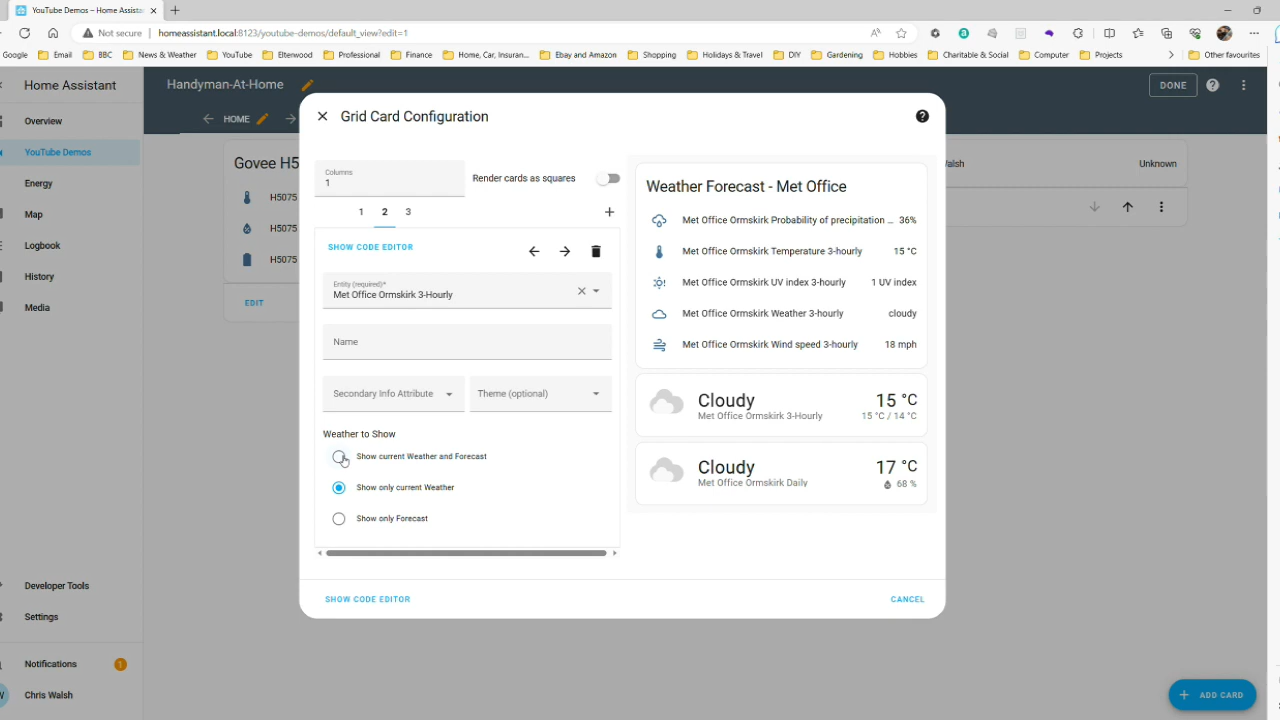 YouTube Demos – Home Assistan
Not secure
homeassistant.local:8123/youtube-demos/default_view?edit=1
Google
Email
BBC
News & Weather
YouTube
Eltenwood
Professional
Finance
Home, Car, Insuran...
Ebay and Amazon
Shopping
Holidays & Travel
DIY
Gardening
Hobbies
Charitable & Social
Computer
Projects
Other favourites
Home Assistant
Handyman-At-Home
DONE
HOME
Overview
YouTube Demos
Energy
Map
Logbook
History
Media
Developer Tools
Settings
Notifications
1
Chris Walsh
Govee H5
H5075
H5075
H5075
EDIT
Walsh
Unknown
ADD CARD
Grid Card Configuration
Columns
1
Render cards as squares
1
2
3
SHOW CODE EDITOR
Entity (required)*
Met Office Ormskirk 3-Hourly
Name
Secondary Info Attribute
Theme (optional)
Weather to Show
Show current Weather and Forecast
Show only current Weather
Show only Forecast
Weather Forecast - Met Office
Met Office Ormskirk Probability of precipitation ... 36%
Met Office Ormskirk Temperature 3-hourly 15 °C
Met Office Ormskirk UV index 3-hourly 1 UV index
Met Office Ormskirk Weather 3-hourly cloudy
Met Office Ormskirk Wind speed 3-hourly 18 mph
Cloudy 15 °C
Met Office Ormskirk 3-Hourly 15 °C / 14 °C
Cloudy 17 °C
Met Office Ormskirk Daily 68 %
SHOW CODE EDITOR
CANCEL